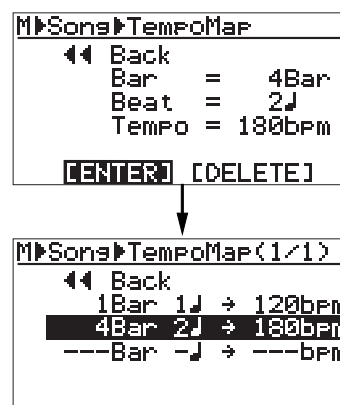 M▶Song▶TempoMap
◀◀ Back
Bar = 4Bar
Beat = 2♩
Tempo = 180bpm
[ENTER] [DELETE]
M▶Song▶TempoMap(1/1)
◀◀ Back
1Bar 1♩ → 120bpm
4Bar 2♩ → 180bpm
---Bar -♩ → ---bpm